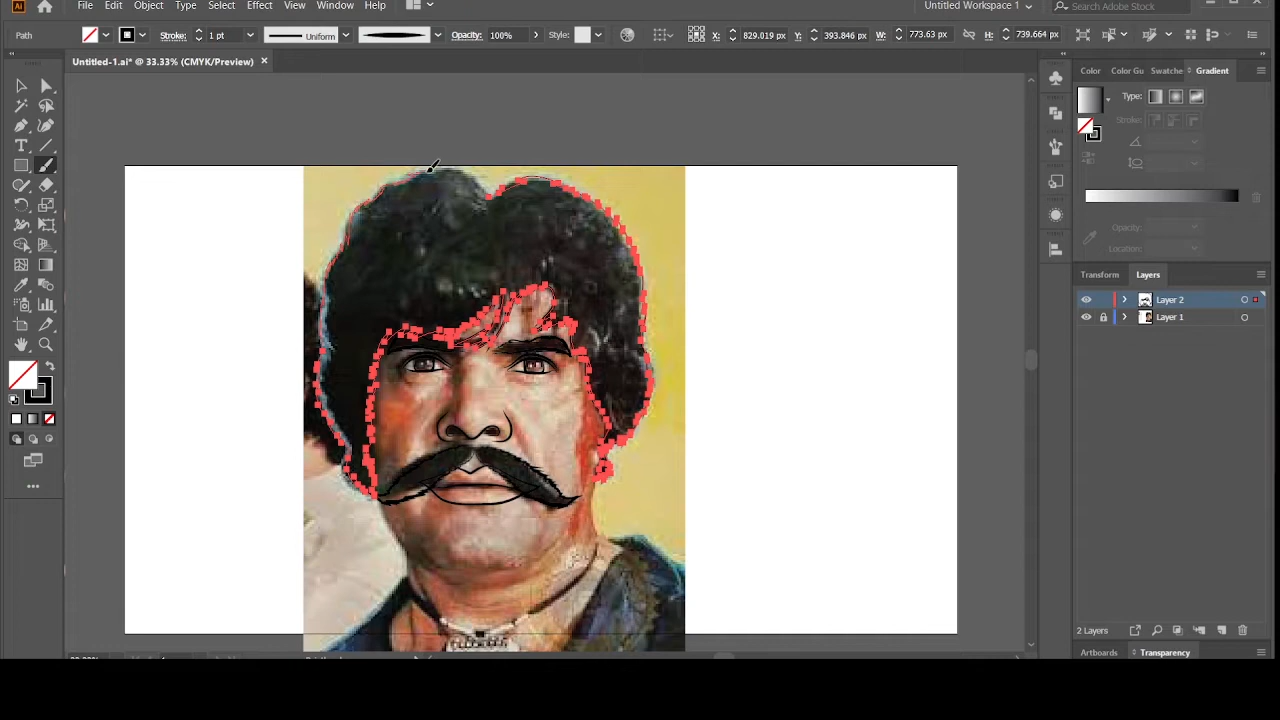 Ai File Edit Object Type Select Effect View Window Help Untitled Workspace 1 Search Adobe Stock
Path Stroke: 1 pt Uniform Opacity: 100% Style: X: 829.019 px Y: 393.846 px W: 773.63 px H: 739.664 px
Untitled-1.ai* @ 33.33% (CMYK/Preview) ×
Color Color Gu Swatche Gradient
Type:
Stroke:
Opacity:
Location:
Transform Layers
Layer 2
Layer 1
2 Layers
Artboards Transparency